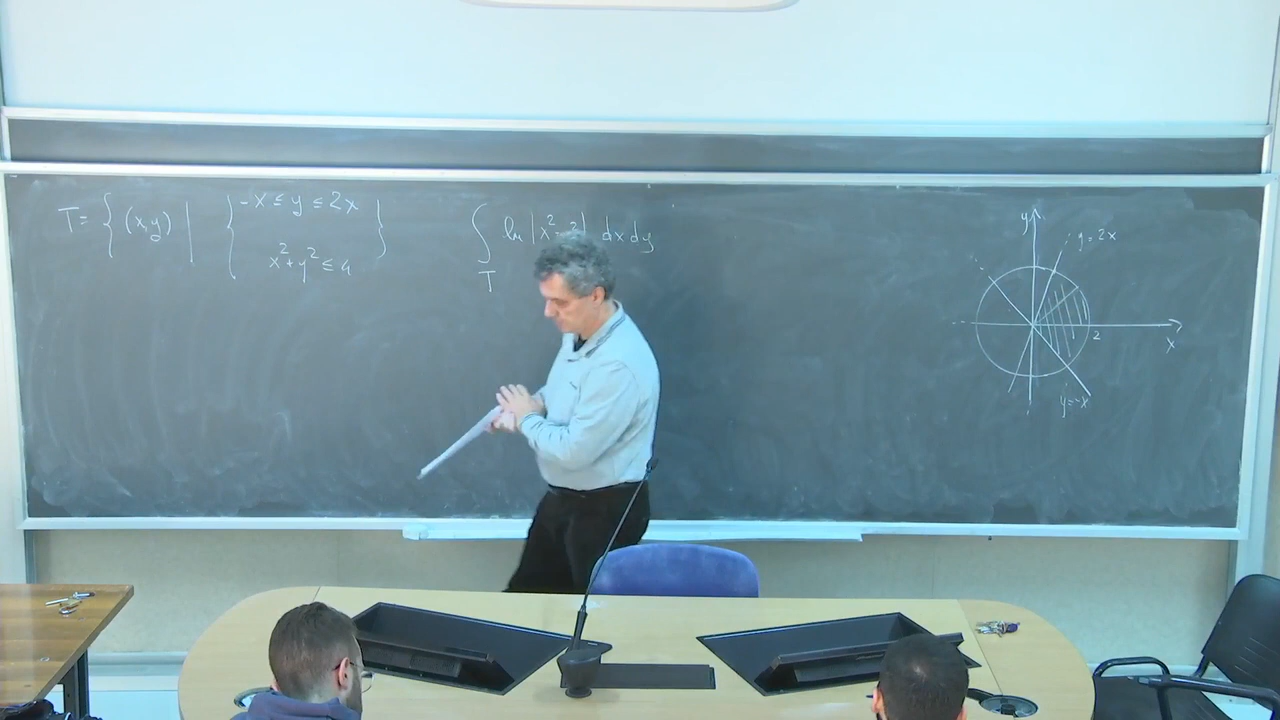 T = { (x,y) | { -x ≤ y ≤ 2x
x² + y² ≤ 4 }
∫ ln |x² - 2| dx dy
T
y
y = 2x
2
x
y = -x